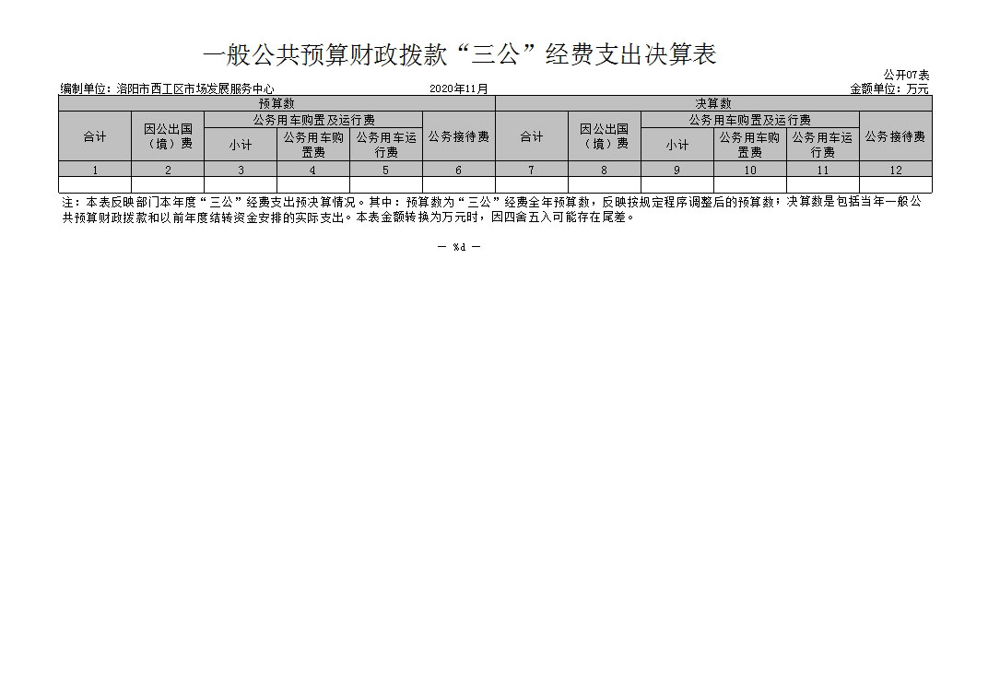 一般公共预算财政拨款“三公”经费支出决算表
公开07表
编制单位：洛阳市西工区市场发展服务中心 2020年11月 金额单位：万元
预算数 决算数
合计 因公出国（境）费 公务用车购置及运行费 公务接待费 合计 因公出国（境）费 公务用车购置及运行费 公务接待费
小计 公务用车购置费 公务用车运行费 小计 公务用车购置费 公务用车运行费
1 2 3 4 5 6 7 8 9 10 11 12
注：本表反映部门本年度“三公”经费支出预决算情况。其中：预算数为“三公”经费全年预算数，反映按规定程序调整后的预算数；决算数是包括当年一般公
共预算财政拨款和以前年度结转资金安排的实际支出。本表金额转换为万元时，因四舍五入可能存在尾差。
— %d —